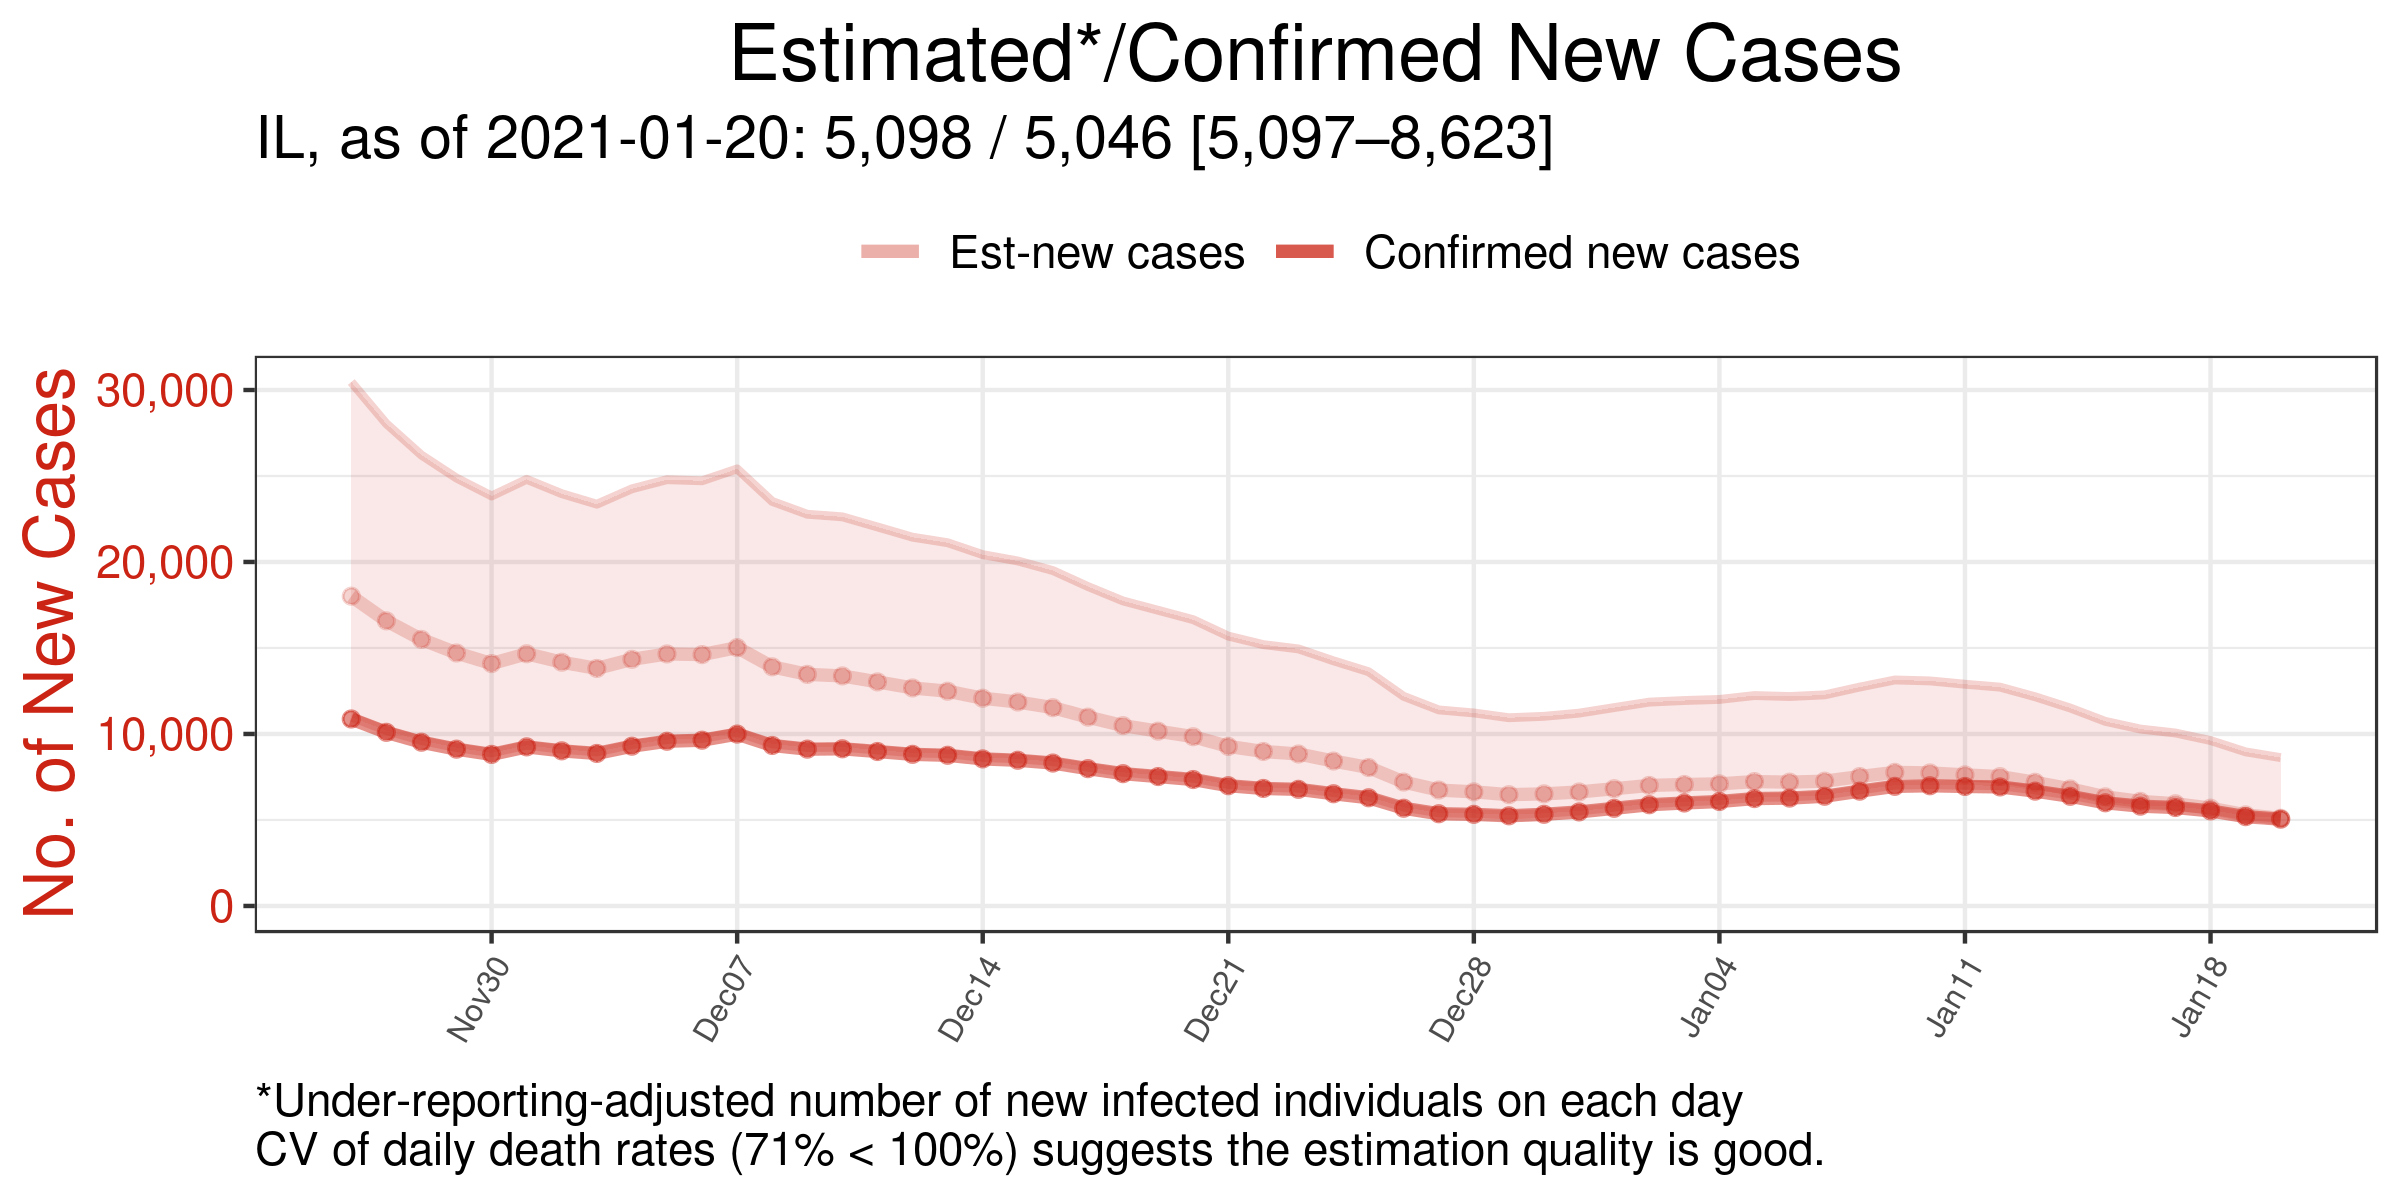 Estimated*/Confirmed New Cases
IL, as of 2021-01-20: 5,098 / 5,046 [5,097–8,623]
Est-new cases
Confirmed new cases
No. of New Cases
30,000
20,000
10,000
0
Nov30
Dec07
Dec14
Dec21
Dec28
Jan04
Jan11
Jan18
*Under-reporting-adjusted number of new infected individuals on each day
CV of daily death rates (71% < 100%) suggests the estimation quality is good.